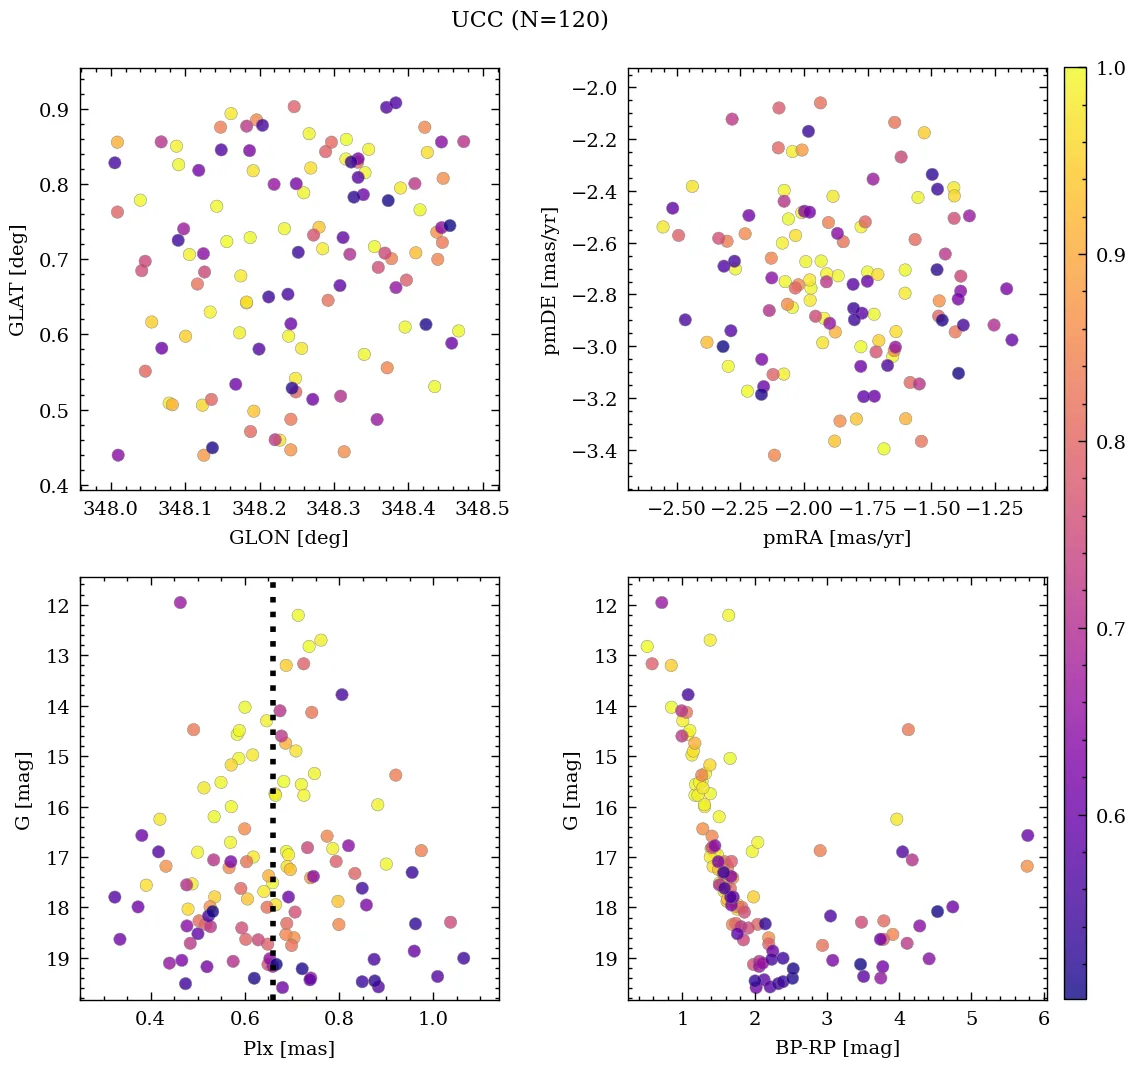 UCC (N=120)
0.9
0.8
0.7
0.6
0.5
0.4
GLAT [deg]
348.0 348.1 348.2 348.3 348.4 348.5
GLON [deg]
−2.0
−2.2
−2.4
−2.6
−2.8
−3.0
−3.2
−3.4
pmDE [mas/yr]
−2.50 −2.25 −2.00 −1.75 −1.50 −1.25
pmRA [mas/yr]
12
13
14
15
16
17
18
19
G [mag]
0.4 0.6 0.8 1.0
Plx [mas]
12
13
14
15
16
17
18
19
G [mag]
1 2 3 4 5 6
BP-RP [mag]
1.0
0.9
0.8
0.7
0.6